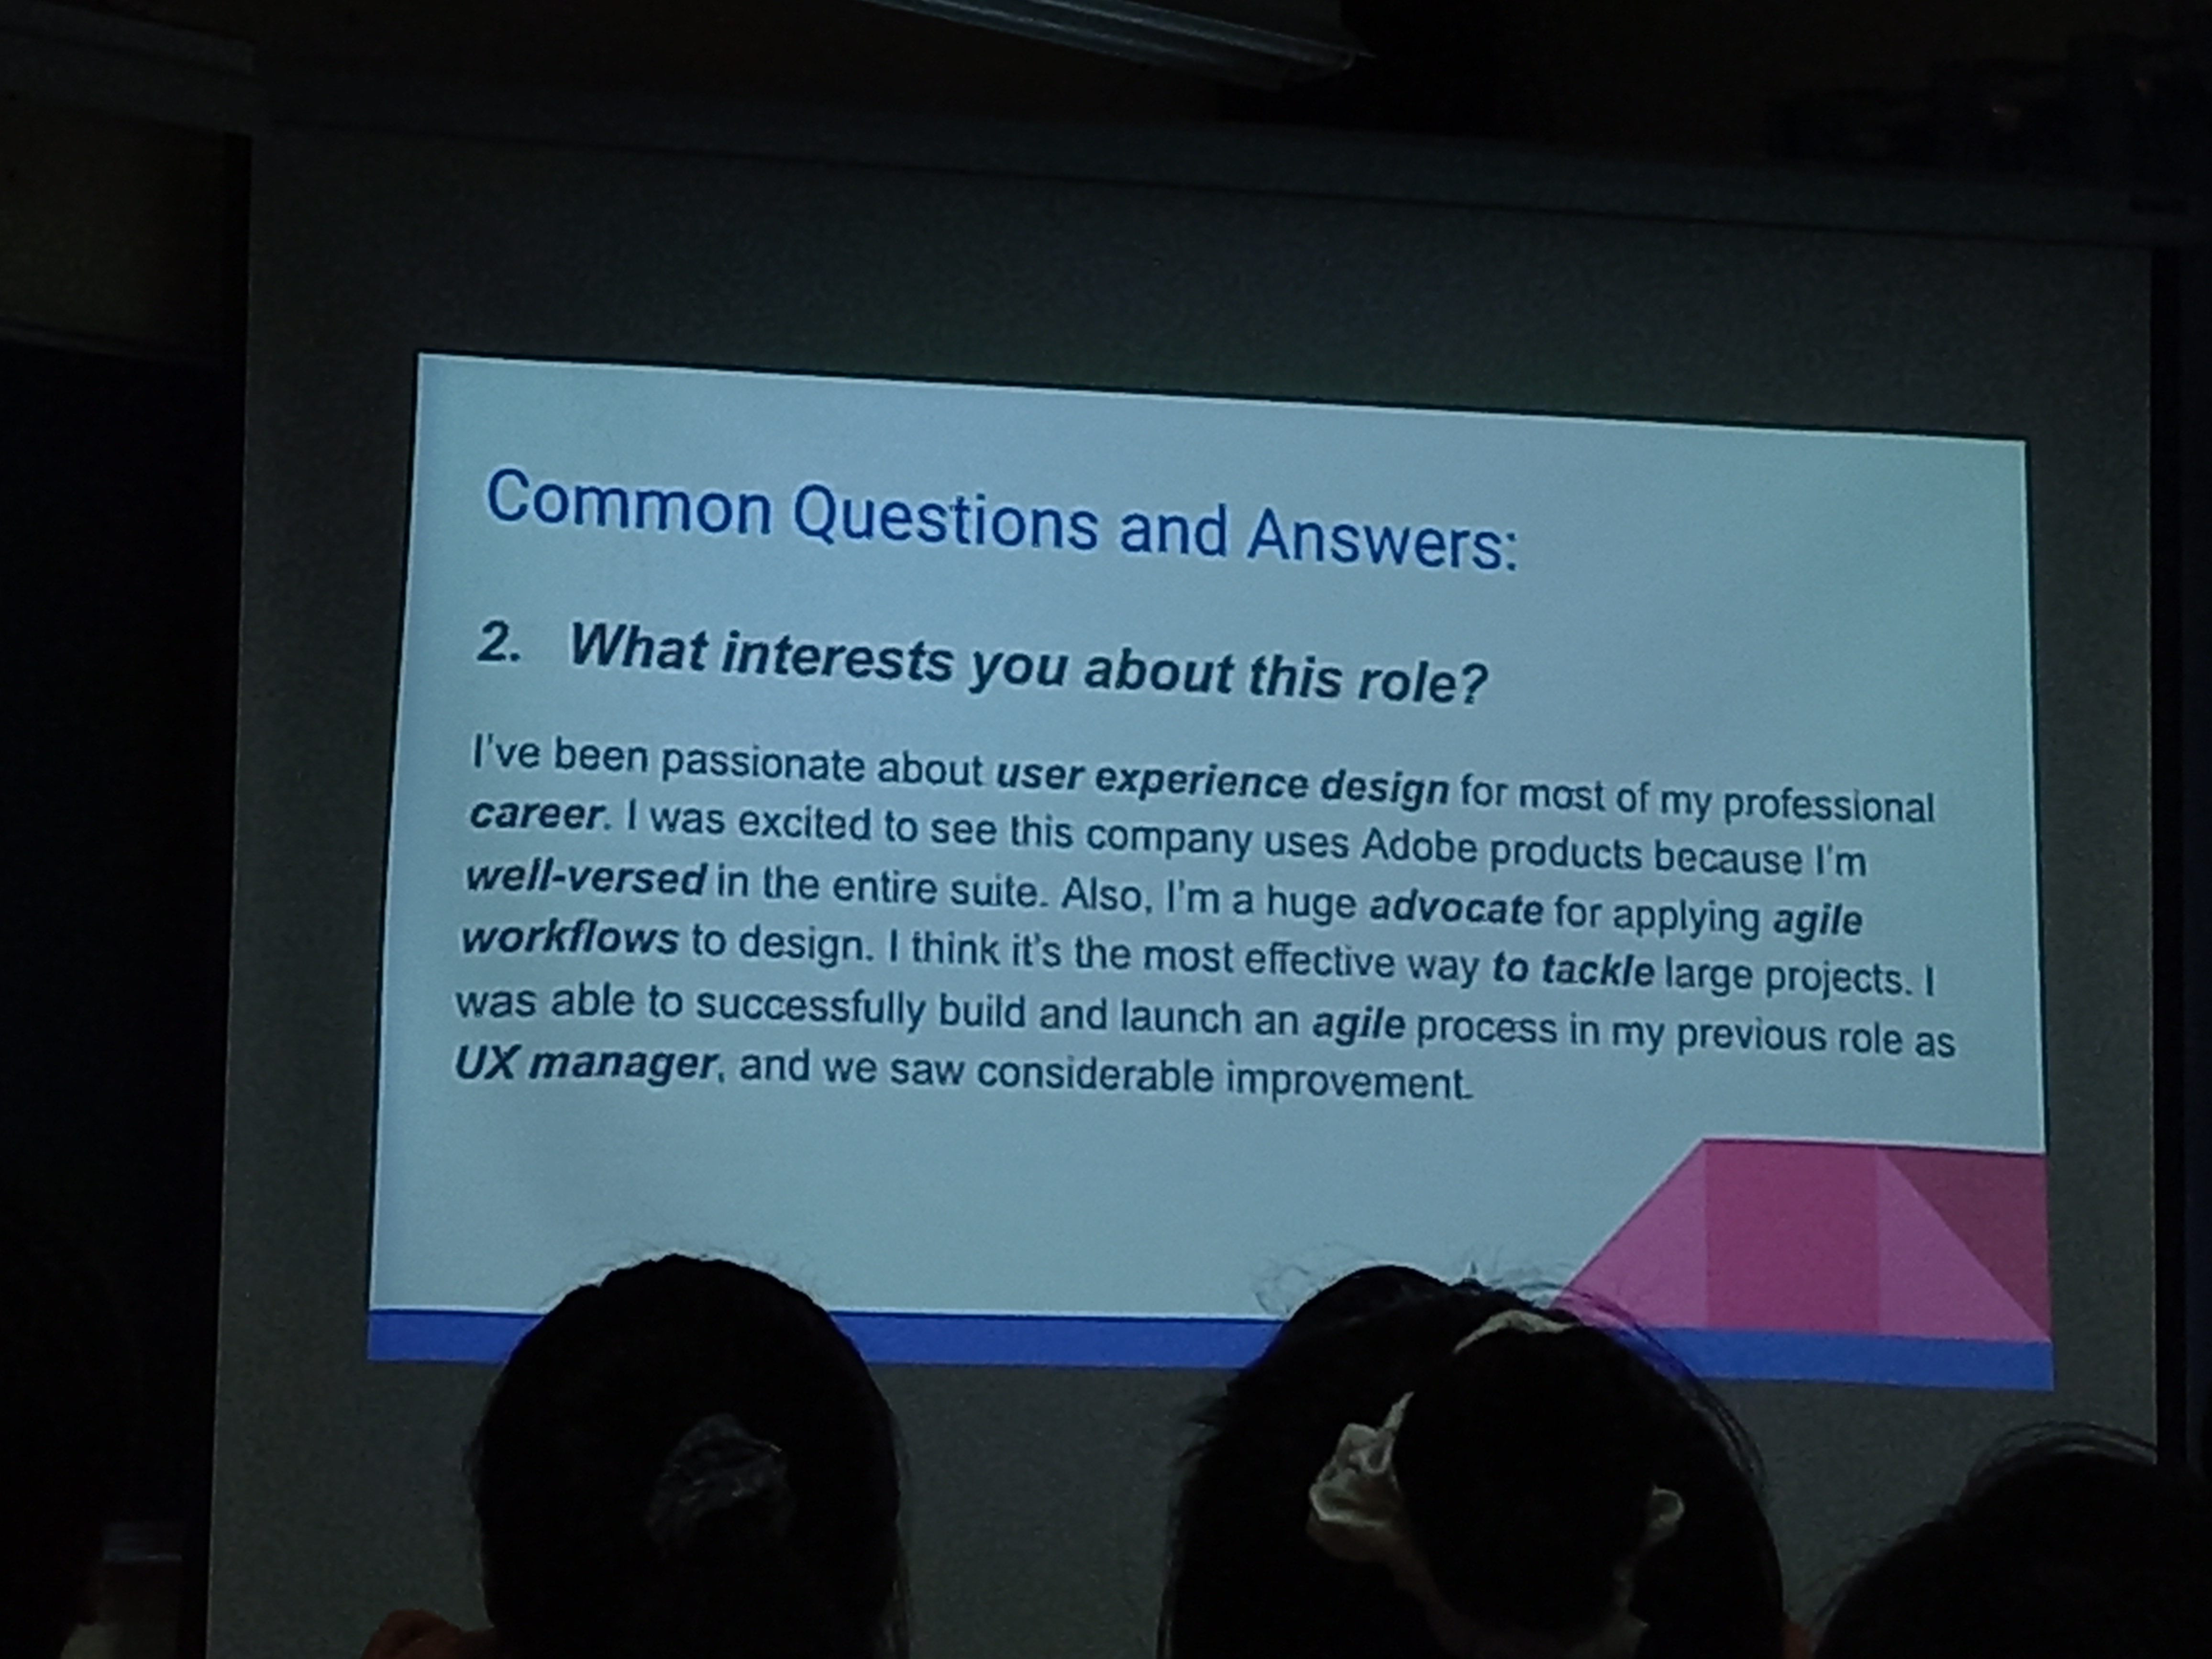 Common Questions and Answers:
2. What interests you about this role?
I've been passionate about user experience design for most of my professional
career. I was excited to see this company uses Adobe products because I'm
well-versed in the entire suite. Also, I'm a huge advocate for applying agile
workflows to design. I think it's the most effective way to tackle large projects. I
was able to successfully build and launch an agile process in my previous role as
UX manager, and we saw considerable improvement.